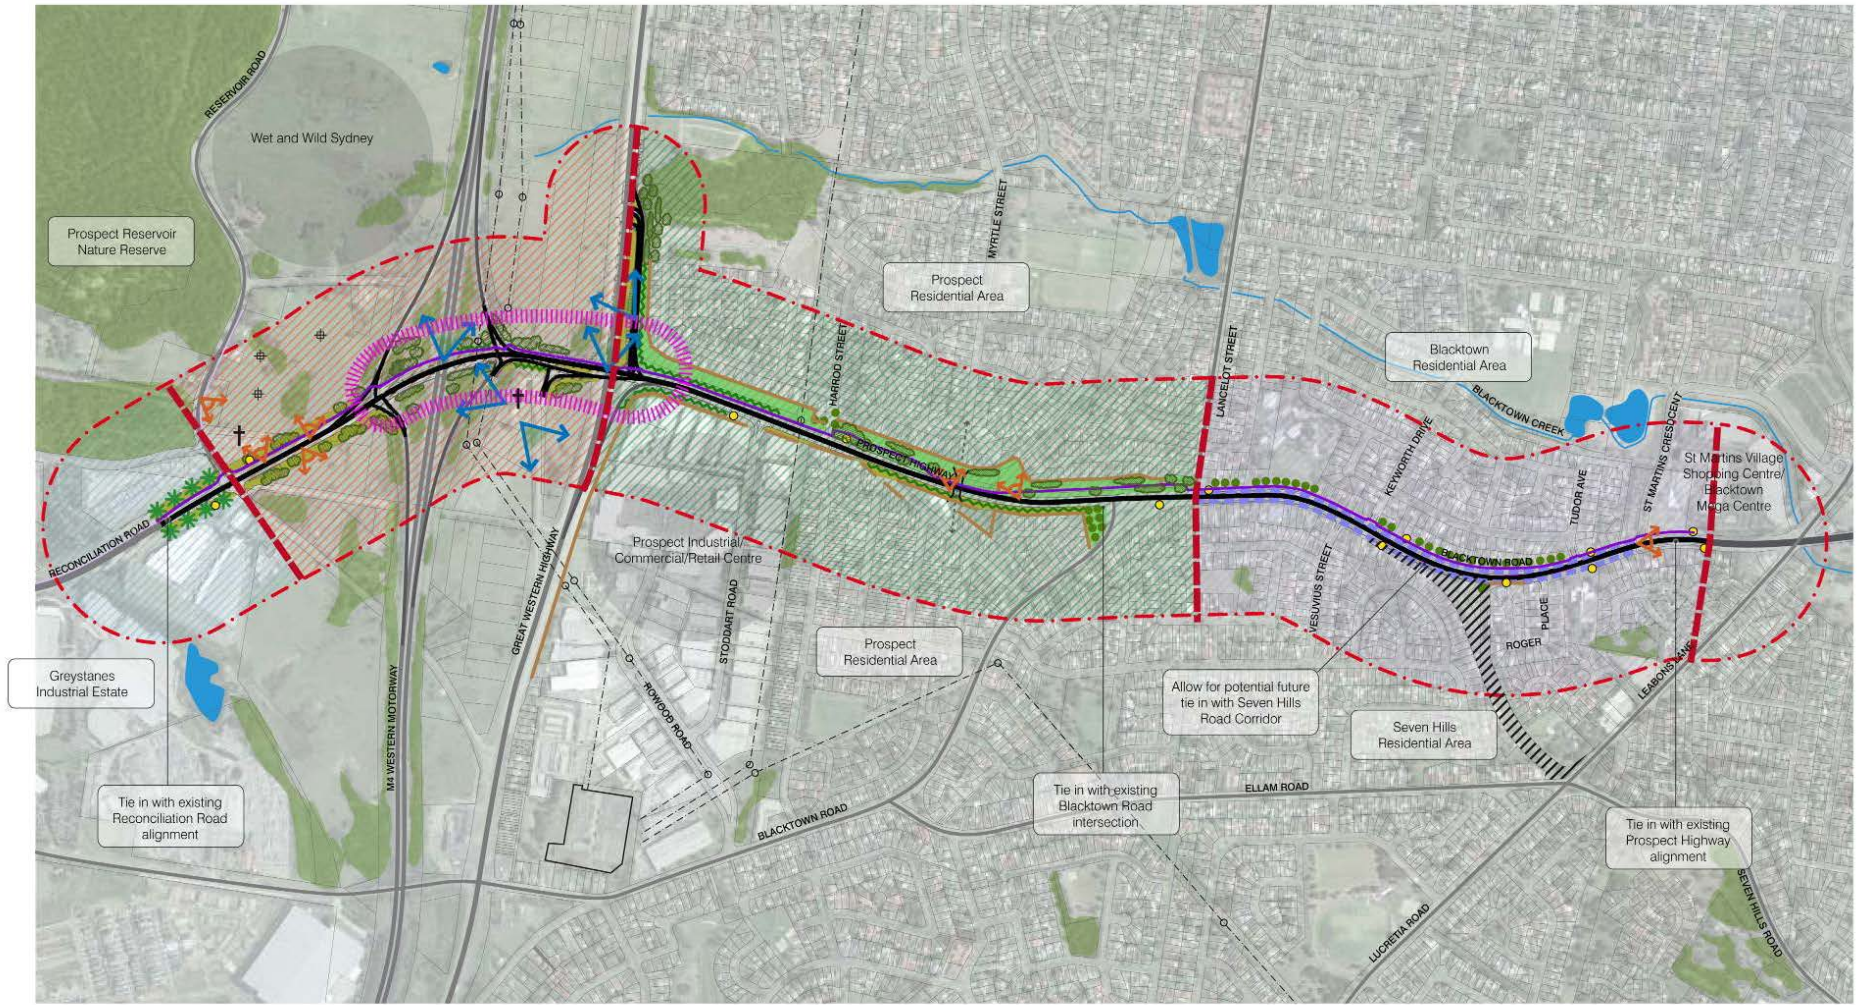 RESERVOIR ROAD
Wet and Wild Sydney
Prospect Reservoir
Nature Reserve
MYRTLE STREET
Prospect
Residential Area
HARROD STREET
LANCELOT STREET
Blacktown
Residential Area
BLACKTOWN CREEK
KEYWORTH DRIVE
TUDOR AVE
ST MARTINS CRESCENT
St Martins Village
Shopping Centre/
Blacktown
Mega Centre
PROSPECT HIGHWAY
RECONCILIATION ROAD
Prospect Industrial/
Commercial/Retail Centre
GREAT WESTERN HIGHWAY
STODDART ROAD
VESUVIUS STREET
BLACKTOWN ROAD
ROGER
PLACE
LEABONS LANE
Greystanes
Industrial Estate
M4 WESTERN MOTORWAY
ROWOOD ROAD
Prospect
Residential Area
Allow for potential future
tie in with Seven Hills
Road Corridor
Seven Hills
Residential Area
Tie in with existing
Reconciliation Road
alignment
BLACKTOWN ROAD
Tie in with existing
Blacktown Road
intersection
ELLAM ROAD
Tie in with existing
Prospect Highway
alignment
LUCRETIA ROAD
SEVEN HILLS ROAD